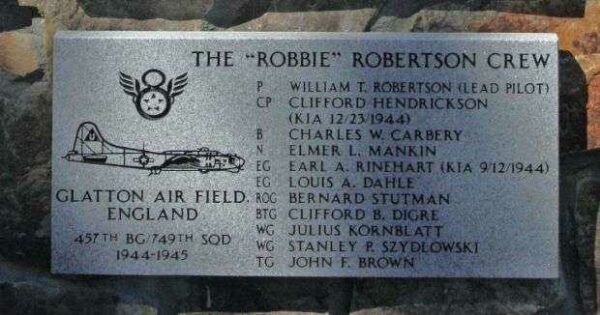 THE "ROBBIE" ROBERTSON CREW
P WILLIAM T. ROBERTSON (LEAD PILOT)
CP CLIFFORD HENDRICKSON
(KIA 12/23/1944)
B CHARLES W. CARBERY
N ELMER L. MANKIN
EG EARL A. RINEHART (KIA 9/12/1944)
EG LOUIS A. DAHLE
ROG BERNARD STUTMAN
BTG CLIFFORD B. DIGRE
WG JULIUS KORNBLATT
WG STANLEY P. SZYDLOWSKI
TG JOHN F. BROWN
GLATTON AIR FIELD,
ENGLAND
457TH BG/749TH SQD
1944-1945